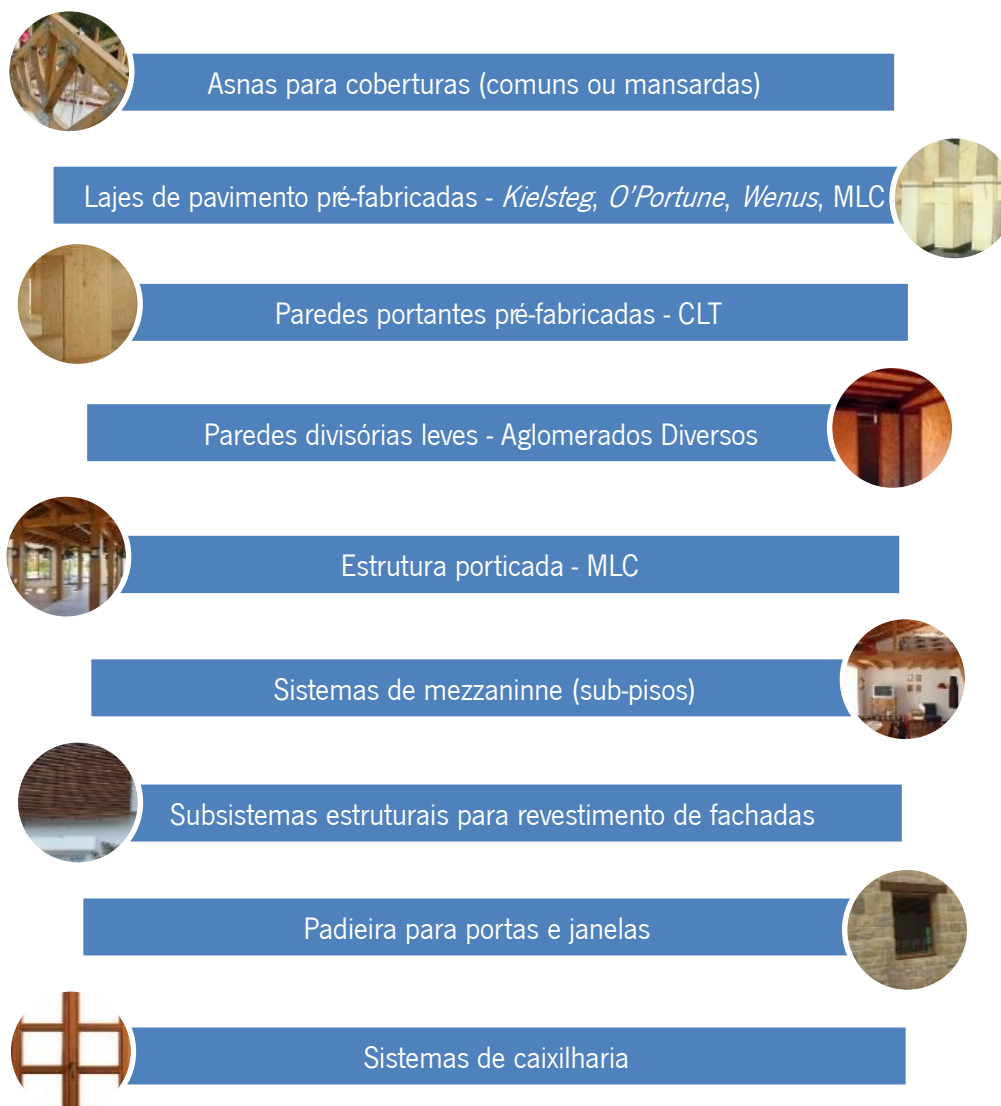 Asnas para coberturas (comuns ou mansardas)
Lajes de pavimento pré-fabricadas - Kielsteg, O'Portune, Wenus, MLC
Paredes portantes pré-fabricadas - CLT
Paredes divisórias leves - Aglomerados Diversos
Estrutura porticada - MLC
Sistemas de mezzaninne (sub-pisos)
Subsistemas estruturais para revestimento de fachadas
Padieira para portas e janelas
Sistemas de caixilharia